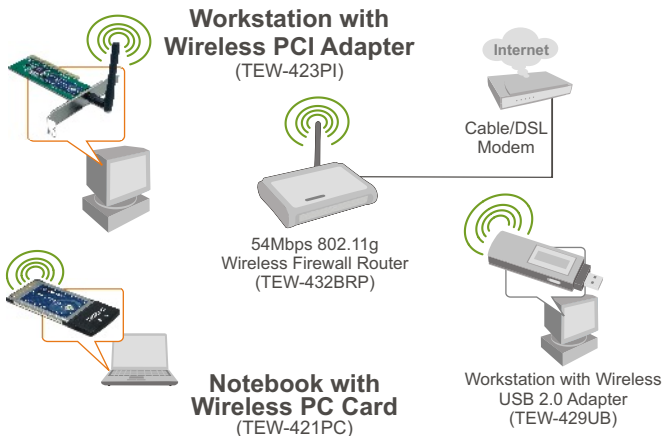 Workstation with
Wireless PCI Adapter
(TEW-423PI)
Internet
Cable/DSL
Modem
54Mbps 802.11g
Wireless Firewall Router
(TEW-432BRP)
Notebook with
Wireless PC Card
(TEW-421PC)
Workstation with Wireless
USB 2.0 Adapter
(TEW-429UB)